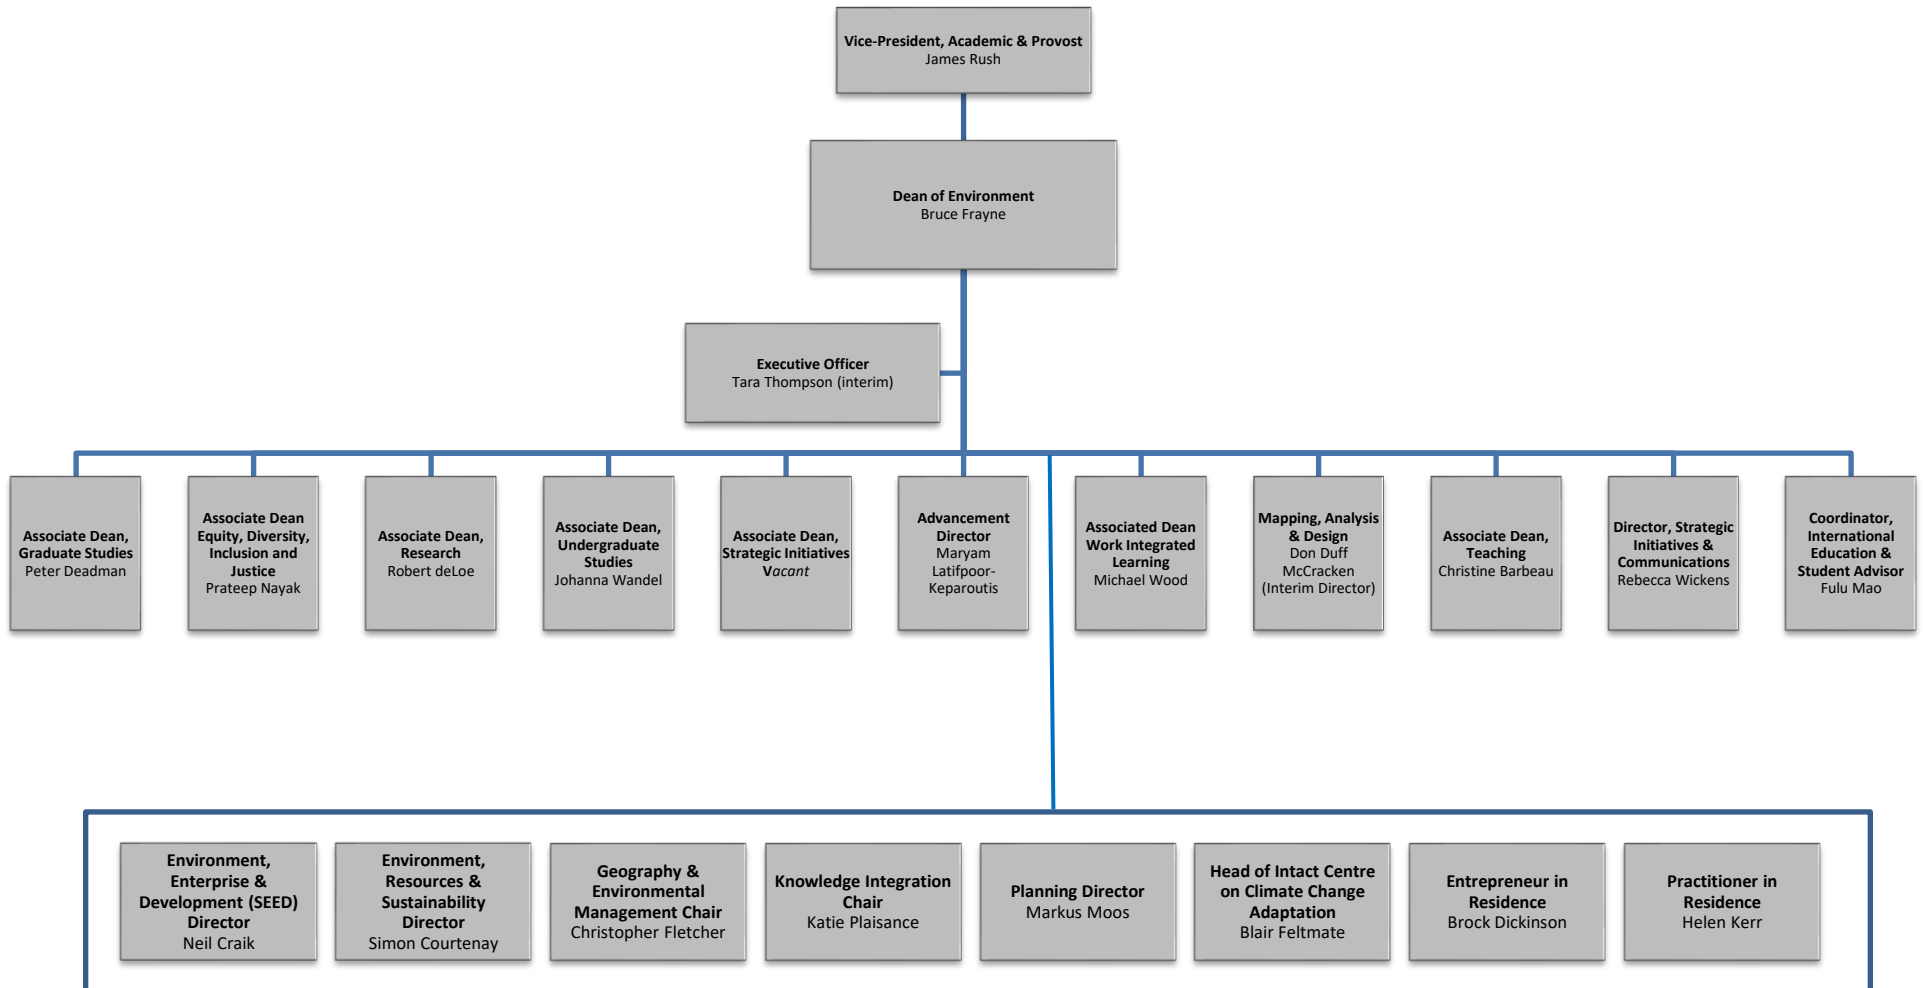 Vice-President, Academic & Provost
James Rush
Dean of Environment
Bruce Frayne
Executive Officer
Tara Thompson (interim)
Associate Dean,
Graduate Studies
Peter Deadman
Associate Dean
Equity, Diversity,
Inclusion and
Justice
Prateep Nayak
Associate Dean,
Research
Robert deLoe
Associate Dean,
Undergraduate
Studies
Johanna Wandel
Associate Dean,
Strategic Initiatives
Vacant
Advancement
Director
Maryam
Latifpoor-
Keparoutis
Associated Dean
Work Integrated
Learning
Michael Wood
Mapping, Analysis
& Design
Don Duff
McCracken
(Interim Director)
Associate Dean,
Teaching
Christine Barbeau
Director, Strategic
Initiatives &
Communications
Rebecca Wickens
Coordinator,
International
Education &
Student Advisor
Fulu Mao
Environment,
Enterprise &
Development (SEED)
Director
Neil Craik
Environment,
Resources &
Sustainability
Director
Simon Courtenay
Geography &
Environmental
Management Chair
Christopher Fletcher
Knowledge Integration
Chair
Katie Plaisance
Planning Director
Markus Moos
Head of Intact Centre
on Climate Change
Adaptation
Blair Feltmate
Entrepreneur in
Residence
Brock Dickinson
Practitioner in
Residence
Helen Kerr